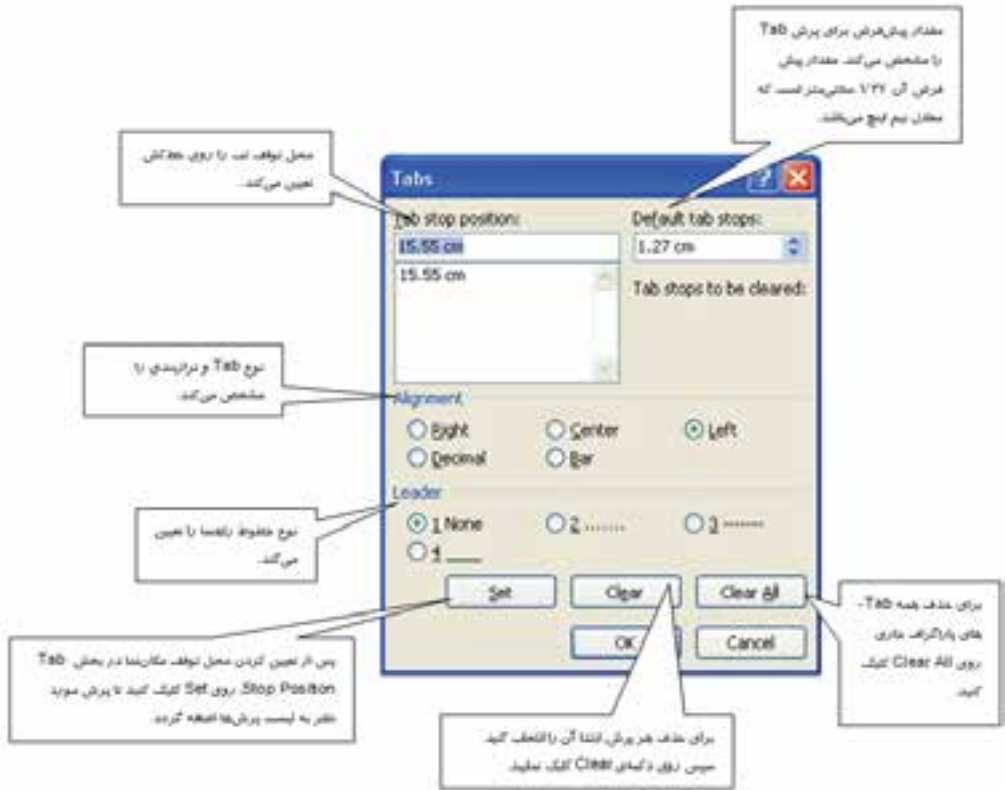 مقدار پیش‌فرض برای پرش Tab
را مشخص می‌کند. مقدار پیش
فرض آن ۱/۲۷ سانتی‌متر است که
معادل نیم اینچ می‌باشد.
محل توقف تب را روی خط‌کش
تعیین می‌کند.
Tabs
Tab stop position:
Default tab stops:
15.55 cm
1.27 cm
15.55 cm
Tab stops to be cleared:
نوع Tab و ترازبندی را
مشخص می‌کند.
Alignment
Right
Center
Left
Decimal
Bar
Leader
1 None
2 .......
3 -------
4 ____
نوع خطوط راهنما را تعیین
می‌کند.
Set
Clear
Clear All
OK
Cancel
برای حذف همه Tab-
های پاراگراف جاری
روی Clear All کلیک
کنید.
پس از تعیین کردن محل توقف مکان‌نما در بخش Tab
Stop Position، روی Set کلیک کنید تا پرش مورد
نظر به لیست پرش‌ها اضافه گردد.
برای حذف هر پرش ابتدا آن را انتخاب کنید
سپس روی دکمه‌ی Clear کلیک نمایید.